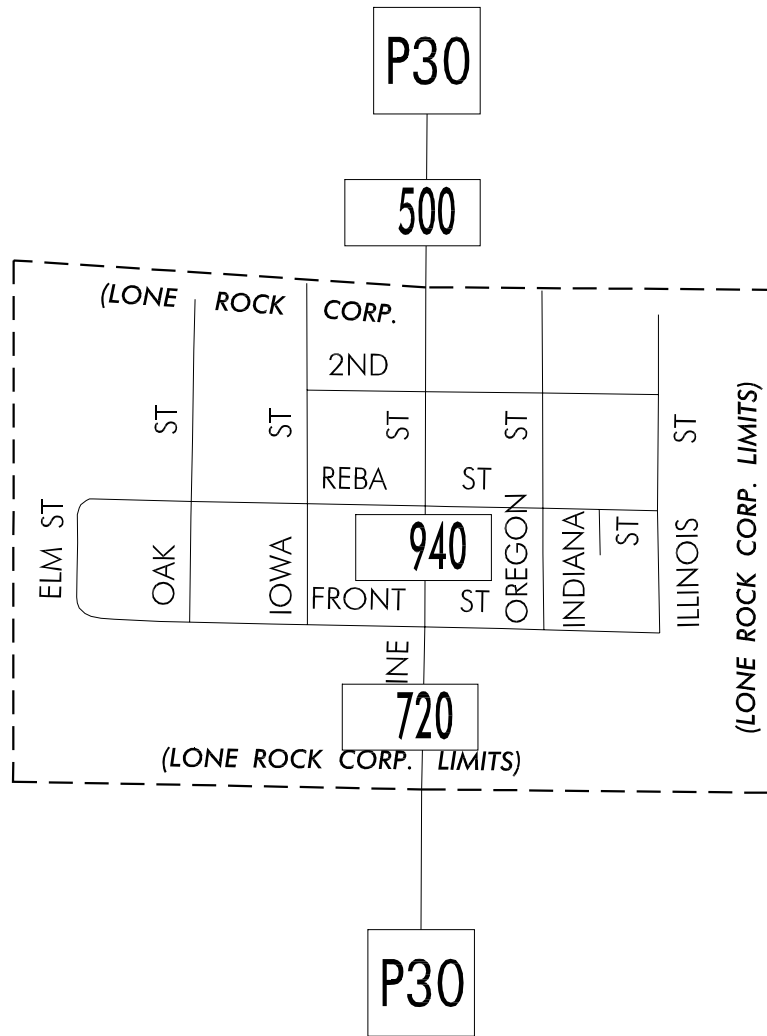 P30
500
(LONE ROCK CORP.
2ND
ST
ST
ST
ST
ST
REBA ST
ELM ST
OAK
IOWA
940
OREGON
INDIANA
ST
ILLINOIS
FRONT ST
INE
720
(LONE ROCK CORP. LIMITS)
(LONE ROCK CORP. LIMITS)
P30